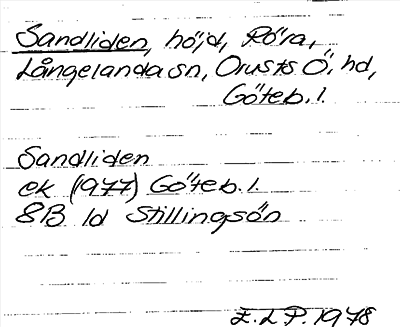 Sandliden, höjd, Röra,
Långelanda sn, Orusts Ö. hd,
Göteb. l.
Sandliden
ek (1977) Göteb. l.
8B 1d Stillingsön
E.L.P. 1978